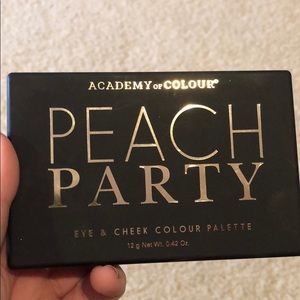 ACADEMY OF COLOUR®
PEACH
PARTY
EYE & CHEEK COLOUR PALETTE
12 g Net Wt. 0.42 Oz.